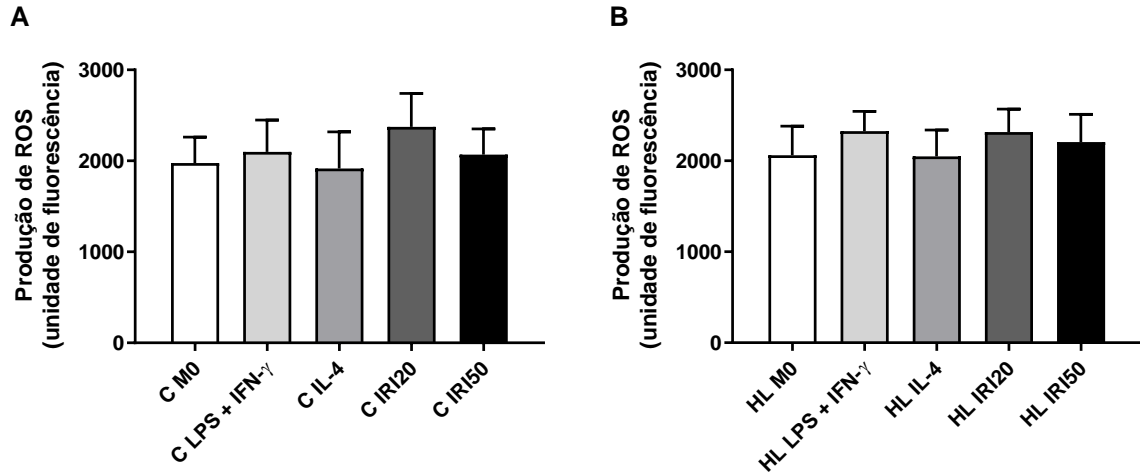 A
Produção de ROS
(unidade de fluorescência)
3000
2000
1000
0
C M0
C LPS + IFN-γ
C IL-4
C IRI20
C IRI50
B
Produção de ROS
(unidade de fluorescência)
3000
2000
1000
0
HL M0
HL LPS + IFN-γ
HL IL-4
HL IRI20
HL IRI50